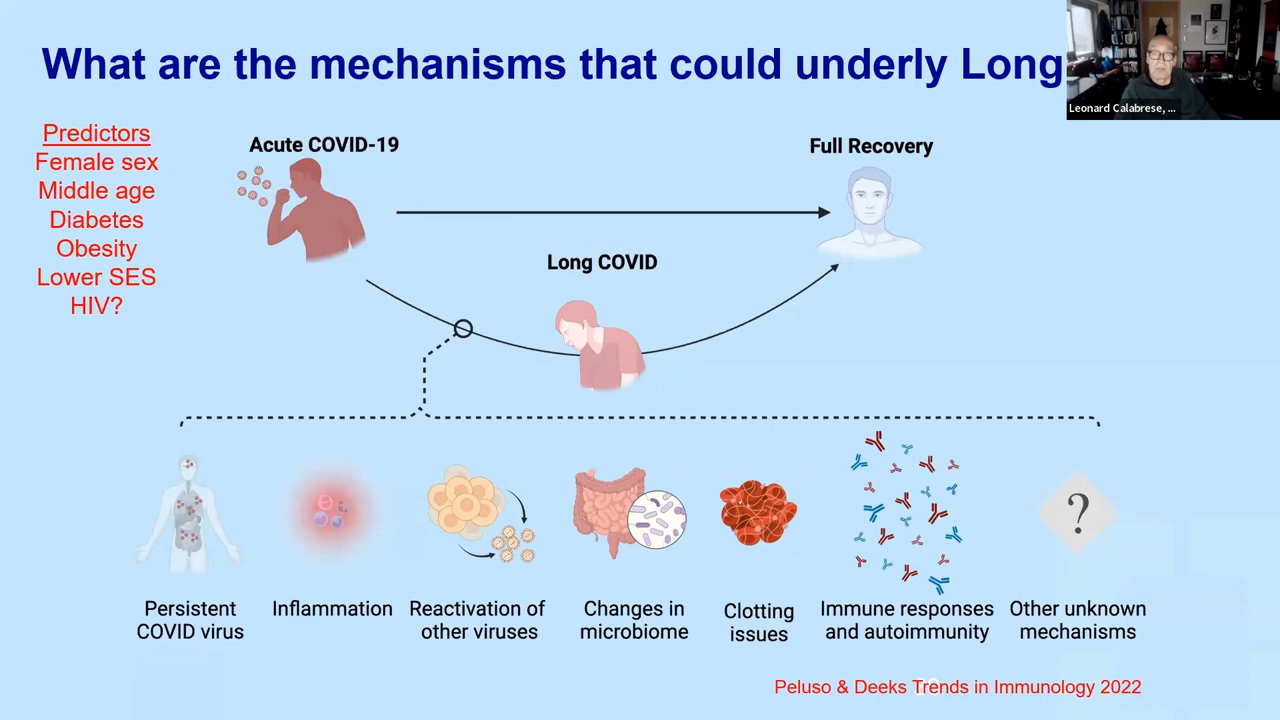 What are the mechanisms that could underly Long
Leonard Calabrese, ...
Predictors
Female sex
Middle age
Diabetes
Obesity
Lower SES
HIV?
Acute COVID-19
Full Recovery
Long COVID
?
Persistent
COVID virus
Inflammation
Reactivation of
other viruses
Changes in
microbiome
Clotting
issues
Immune responses
and autoimmunity
Other unknown
mechanisms
Peluso & Deeks Trends in Immunology 2022